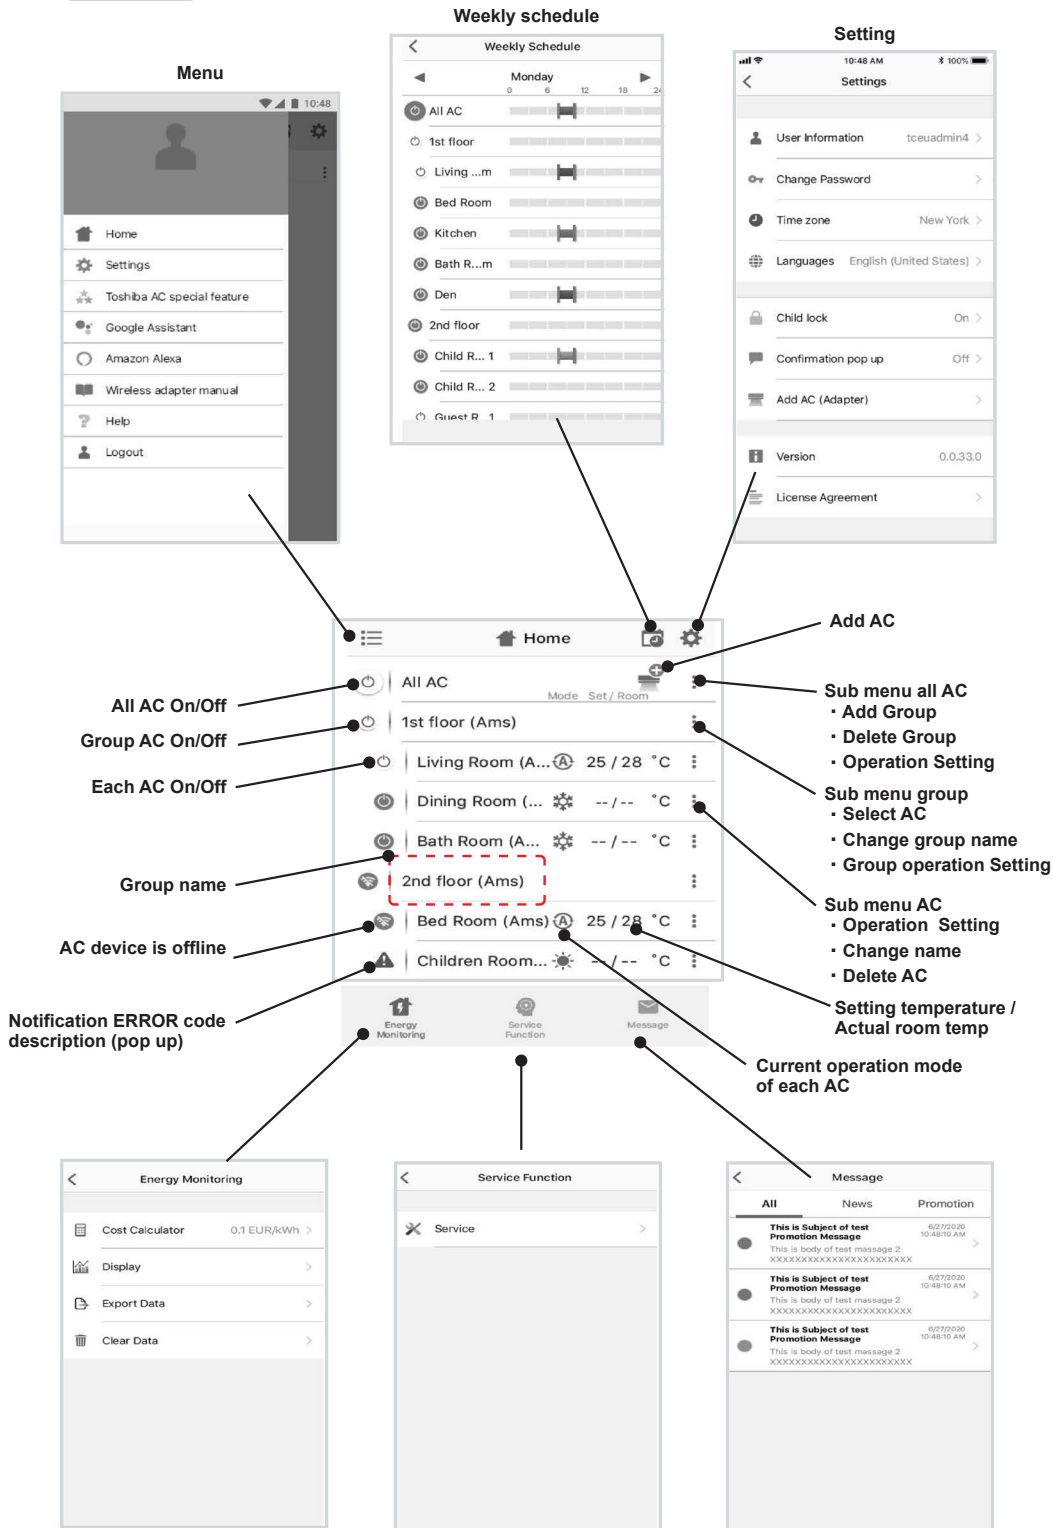 Weekly schedule
Weekly Schedule
Monday
0 6 12 18 24
All AC
1st floor
Living ...m
Bed Room
Kitchen
Bath R...m
Den
2nd floor
Child R... 1
Child R... 2
Guest R...1
Setting
10:48 AM 100%
Settings
User Information tceuadmin4
Change Password
Time zone New York
Languages English (United States)
Child lock On
Confirmation pop up Off
Add AC (Adapter)
Version 0.0.33.0
License Agreement
Menu
10:48
Home
Settings
Toshiba AC special feature
Google Assistant
Amazon Alexa
Wireless adapter manual
Help
Logout
Home
All AC
Mode Set / Room
1st floor (Ams)
Living Room (A... A 25 / 28 °C
Dining Room (... -- / -- °C
Bath Room (A... -- / -- °C
2nd floor (Ams)
Bed Room (Ams) A 25 / 28 °C
Children Room... -- / -- °C
Energy
Monitoring
Service
Function
Message
All AC On/Off
Group AC On/Off
Each AC On/Off
Group name
AC device is offline
Notification ERROR code
description (pop up)
Add AC
Sub menu all AC
・Add Group
・Delete Group
・Operation Setting
Sub menu group
・Select AC
・Change group name
・Group operation Setting
Sub menu AC
・Operation Setting
・Change name
・Delete AC
Setting temperature /
Actual room temp
Current operation mode
of each AC
Energy Monitoring
Cost Calculator 0.1 EUR/kWh
Display
Export Data
Clear Data
Service Function
Service
Message
All News Promotion
This is Subject of test 6/27/2020
Promotion Message 10:48:10 AM
This is body of test massage 2
XXXXXXXXXXXXXXXXXXXXXXX
This is Subject of test 6/27/2020
Promotion Message 10:48:10 AM
This is body of test massage 2
XXXXXXXXXXXXXXXXXXXXXXX
This is Subject of test 6/27/2020
Promotion Message 10:48:10 AM
This is body of test massage 2
XXXXXXXXXXXXXXXXXXXXXXX